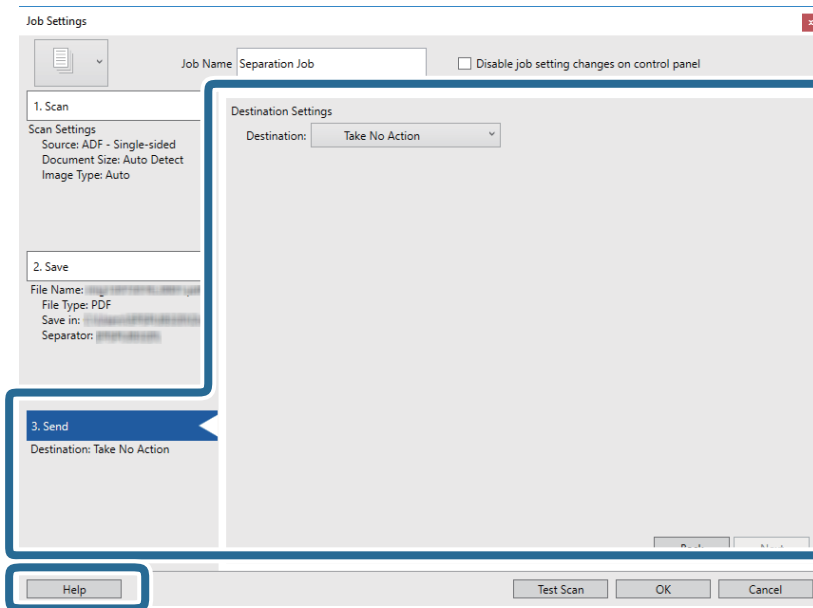 Job Settings
Job Name Separation Job
Disable job setting changes on control panel
1. Scan
Scan Settings
Source: ADF - Single-sided
Document Size: Auto Detect
Image Type: Auto
2. Save
File Name:
File Type: PDF
Save in:
Separator:
3. Send
Destination: Take No Action
Destination Settings
Destination: Take No Action
Help
Test Scan
OK
Cancel